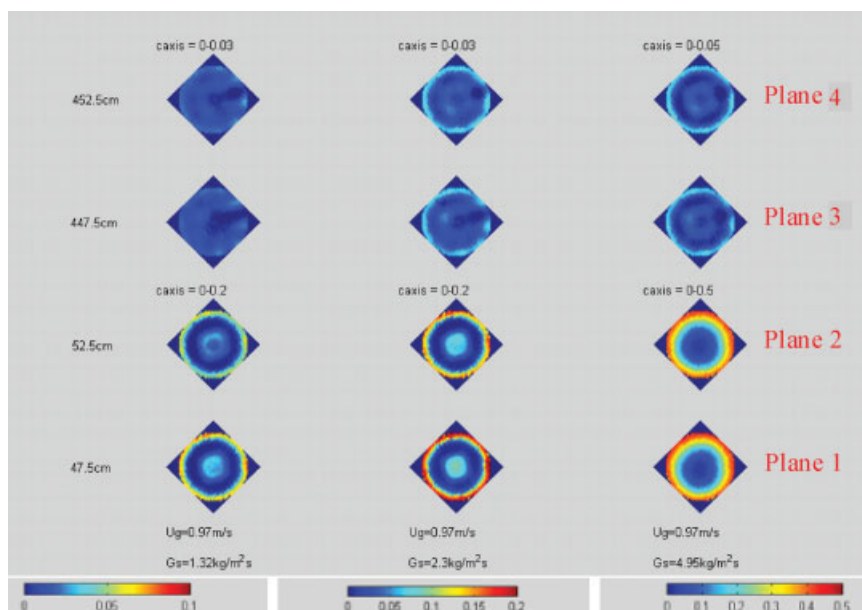 caxis = 0-0.03 caxis = 0-0.03 caxis = 0-0.05
452.5cm Plane 4
447.5cm Plane 3
caxis = 0-0.2 caxis = 0-0.2 caxis = 0-0.5
52.5cm Plane 2
47.5cm Plane 1
Ug=0.97m/s Ug=0.97m/s Ug=0.97m/s
Gs=1.32kg/m²s Gs=2.3kg/m²s Gs=4.95kg/m²s
0 0.05 0.1 0 0.05 0.1 0.15 0.2 0 0.1 0.2 0.3 0.4 0.5